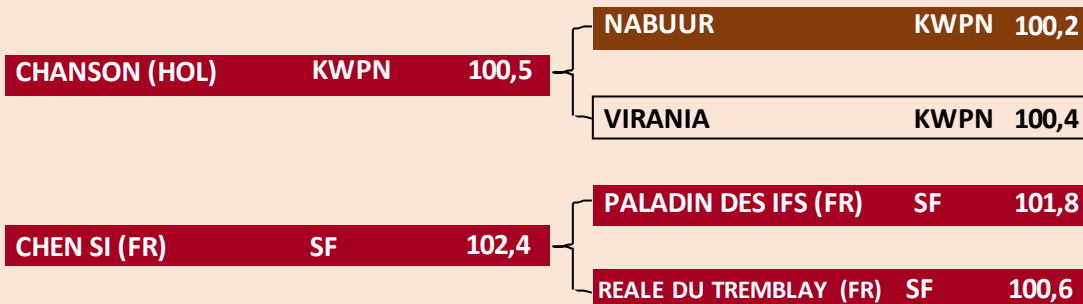 NABUUR KWPN 100,2
CHANSON (HOL) KWPN 100,5
VIRANIA KWPN 100,4
PALADIN DES IFS (FR) SF 101,8
CHEN SI (FR) SF 102,4
REALE DU TREMBLAY (FR) SF 100,6